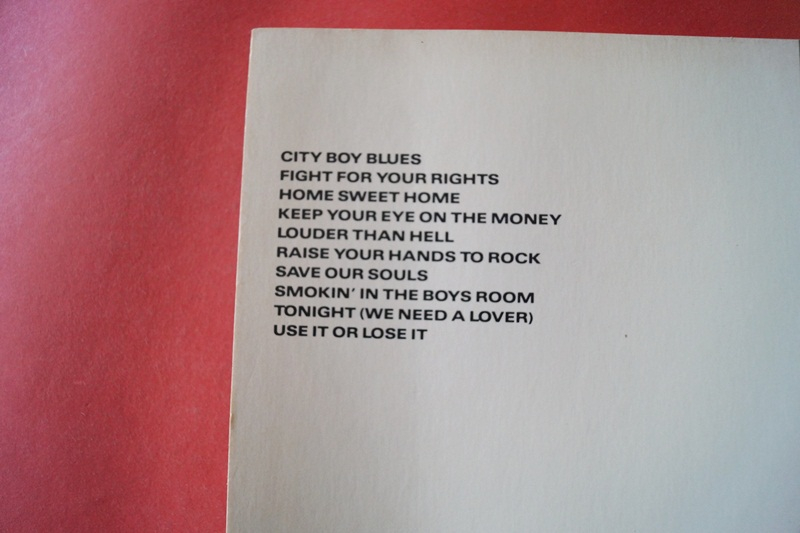 CITY BOY BLUES
FIGHT FOR YOUR RIGHTS
HOME SWEET HOME
KEEP YOUR EYE ON THE MONEY
LOUDER THAN HELL
RAISE YOUR HANDS TO ROCK
SAVE OUR SOULS
SMOKIN' IN THE BOYS ROOM
TONIGHT (WE NEED A LOVER)
USE IT OR LOSE IT